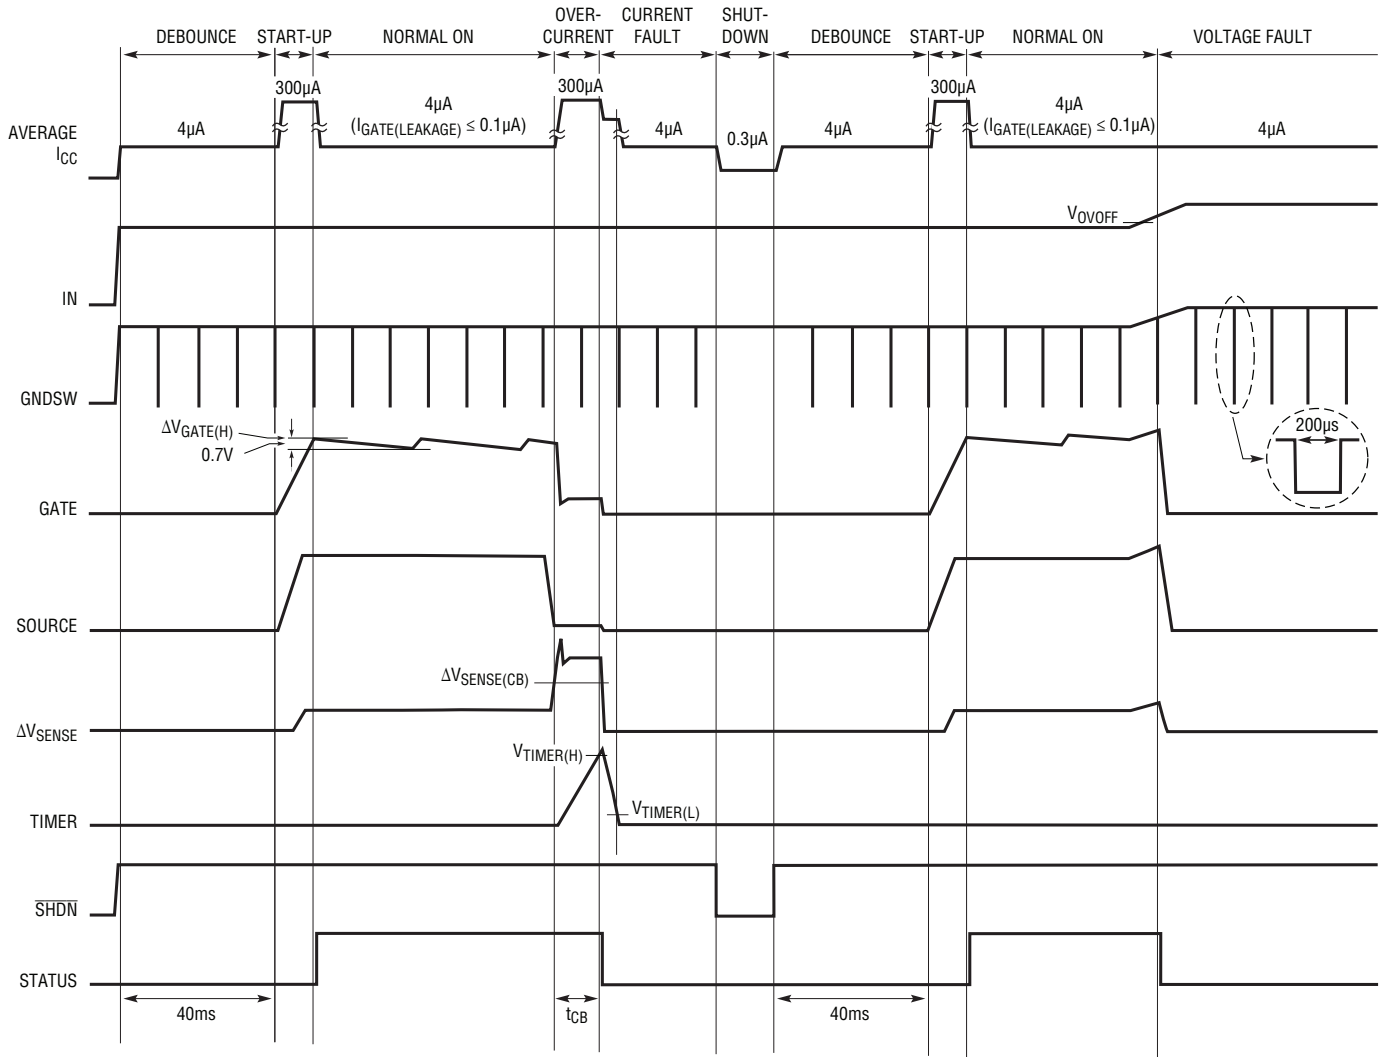 DEBOUNCE
START-UP
NORMAL ON
OVER-
CURRENT
CURRENT
FAULT
SHUT-
DOWN
DEBOUNCE
START-UP
NORMAL ON
VOLTAGE FAULT
AVERAGE
ICC
4µA
300µA
4µA
(IGATE(LEAKAGE) ≤ 0.1µA)
300µA
4µA
0.3µA
4µA
300µA
4µA
(IGATE(LEAKAGE) ≤ 0.1µA)
4µA
VOVOFF
IN
GNDSW
ΔVGATE(H)
0.7V
200µs
GATE
SOURCE
ΔVSENSE(CB)
ΔVSENSE
VTIMER(H)
VTIMER(L)
TIMER
SHDN
STATUS
40ms
tCB
40ms